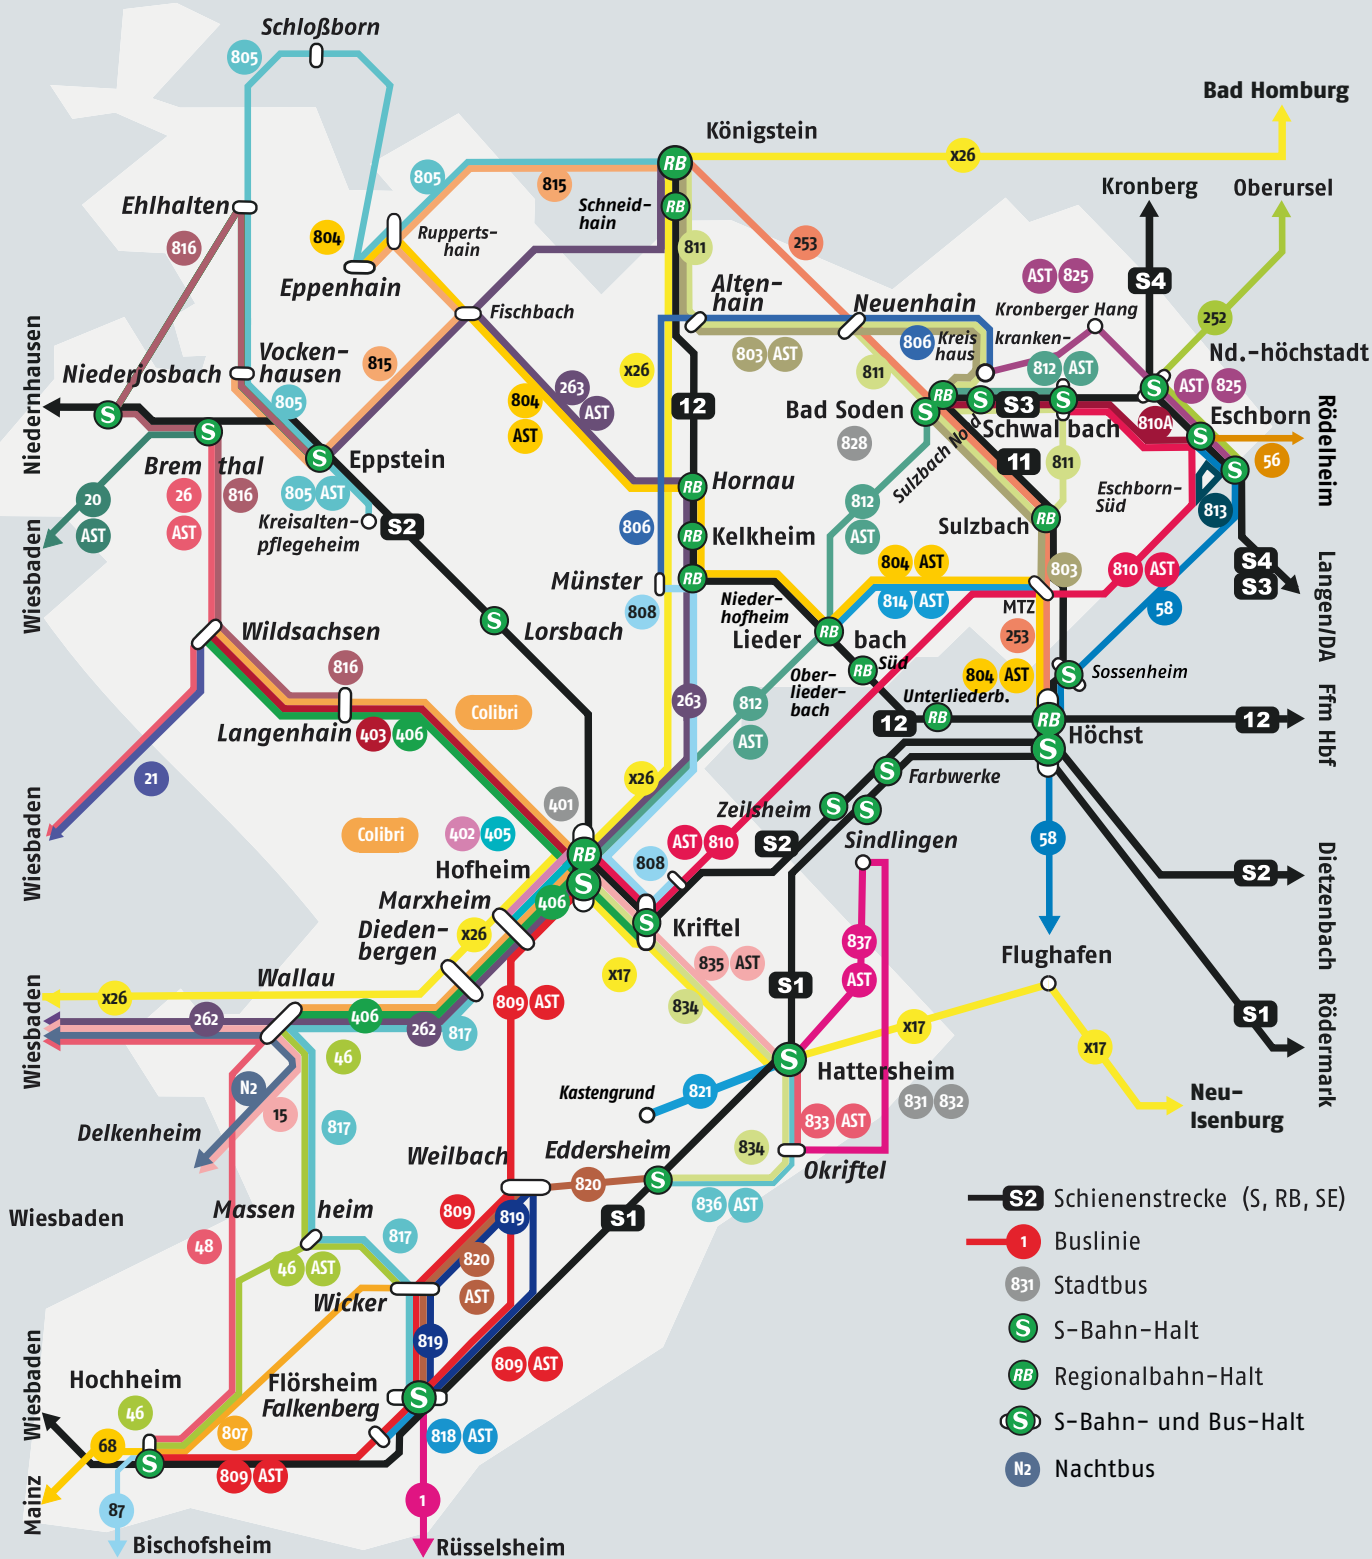 Schloßborn
805
Bad Homburg
Königstein
x26
RB
Kronberg
Oberursel
805
815
Ehlhalten
816
804
Rupperts-
hain
Schneid-
hain
RB
811
253
S4
AST 825
252
Eppenhain
Alten-
hain
Neuenhain
Kronberger Hang
Fischbach
806
Kreis
kranken-
haus
Nd.-höchstadt
Niedernhausen
Vocken-
hausen
Niederjosbach
815
x26
803 AST
811
812 AST
AST 825
805
804
AST
263
AST
12
Bad Soden
RB
S
S
S3
S
S
810A
Eschborn
S
S
S
828
Schwalbach
S
56
Rödelheim
Brem thal
S
Eppstein
Sulzbach Nord
11
811
S
20
AST
26
AST
816
805 AST
Kreisalten-
pflegeheim
S2
RB
Hornau
812
AST
Eschborn-
Süd
813
Wiesbaden
806
RB
Kelkheim
Sulzbach
RB
S4
S3
Münster
RB
808
804 AST
814 AST
803
810 AST
58
Langen/DA
Nieder-
hofheim
MTZ
S
Wildsachsen
Lorsbach
Lieder bach
RB
253
816
Ober-
lieder-
bach
RB
Süd
804 AST
S
Sossenheim
Colibri
263
812
AST
Unterliederb.
12
RB
RB
12
Ffm Hbf
Langenhain
403 406
S
Höchst
21
x26
S
Farbwerke
Wiesbaden
401
Zeilsheim
S
S
Colibri
402 405
AST 810
S2
Sindlingen
58
Hofheim
RB
S
808
S2
Dietzenbach
Marxheim
406
Dieden-
bergen
x26
S
Kriftel
837
AST
Flughafen
Wallau
x17
835 AST
S1
x26
809 AST
834
S1
Rödermark
262
406
262
817
x17
x17
Wiesbaden
46
S
Hattersheim
N2
15
Kastengrund
821
831 832
Neu-
Isenburg
Delkenheim
817
833 AST
Weilbach
Eddersheim
834
Okriftel
820
S
836 AST
S2
Schienenstrecke (S, RB, SE)
Wiesbaden
Massen heim
809
819
S1
48
817
1
Buslinie
46 AST
820
AST
831
Stadtbus
Wicker
819
S
S-Bahn-Halt
809 AST
RB
Regionalbahn-Halt
Wiesbaden
Hochheim
Flörsheim
Falkenberg
S
46
807
818 AST
S
S-Bahn- und Bus-Halt
68
S
809 AST
N2
Nachtbus
Mainz
87
1
Bischofsheim
Rüsselsheim